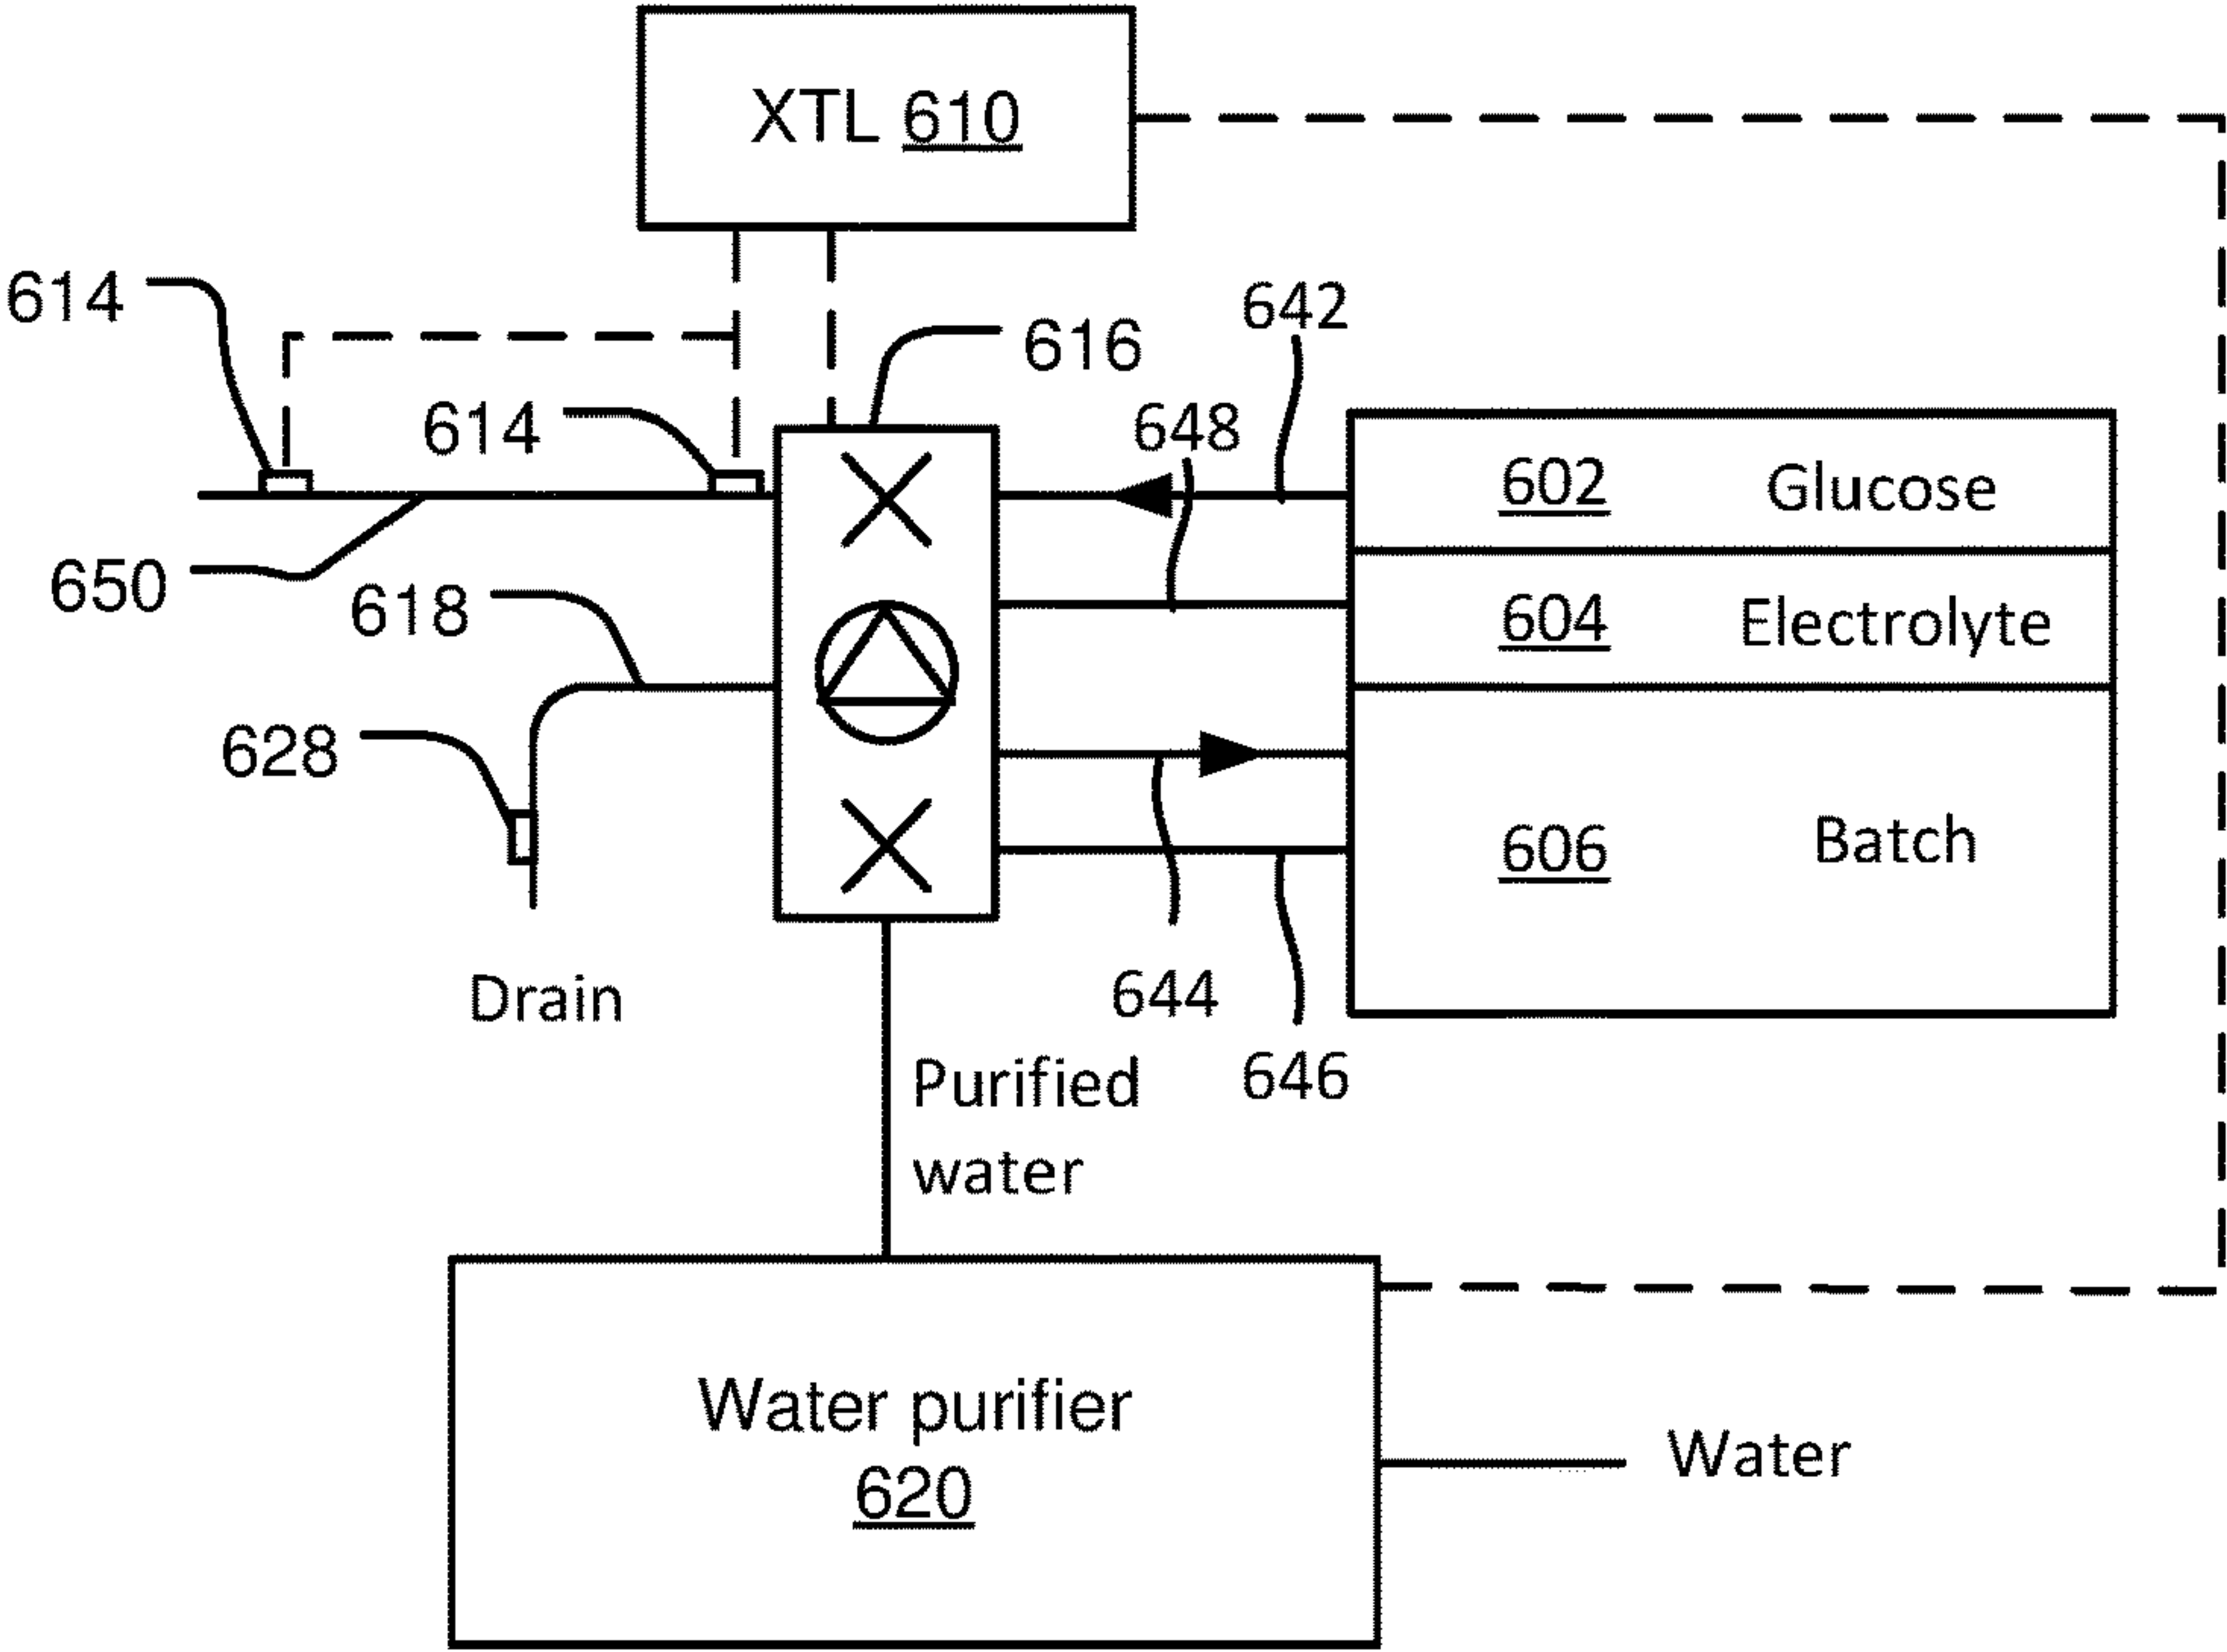 XTL 610
614
616
642
614
648
602 Glucose
650
618
604 Electrolyte
628
606 Batch
Drain
644
Purified
water
646
Water purifier
620
Water